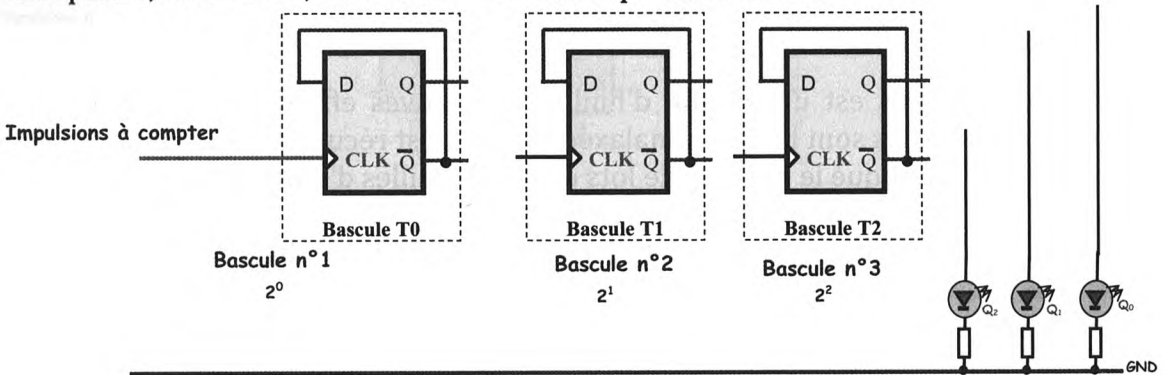 D Q
CLK Q̅
Bascule T0
D Q
CLK Q̅
Bascule T1
D Q
CLK Q̅
Bascule T2
Impulsions à compter
Bascule n°1
2⁰
Bascule n°2
2¹
Bascule n°3
2²
Q₂
Q₁
Q₀
GND